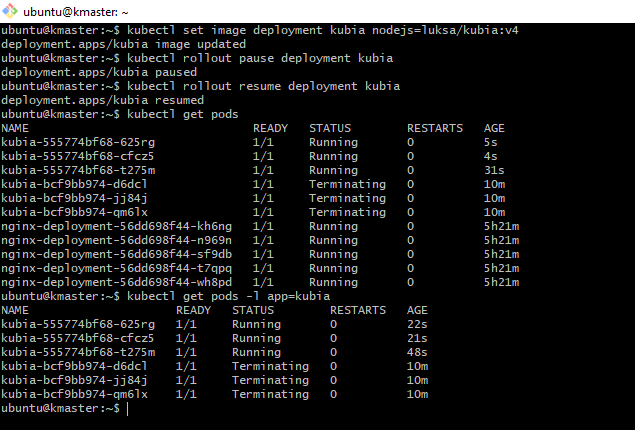 ubuntu@kmaster: ~
ubuntu@kmaster:~$ kubectl set image deployment kubia nodejs=luksa/kubia:v4
deployment.apps/kubia image updated
ubuntu@kmaster:~$ kubectl rollout pause deployment kubia
deployment.apps/kubia paused
ubuntu@kmaster:~$ kubectl rollout resume deployment kubia
deployment.apps/kubia resumed
ubuntu@kmaster:~$ kubectl get pods
NAME READY STATUS RESTARTS AGE
kubia-555774bf68-625rg 1/1 Running 0 5s
kubia-555774bf68-cfcz5 1/1 Running 0 4s
kubia-555774bf68-t275m 1/1 Running 0 31s
kubia-bcf9bb974-d6dcl 1/1 Terminating 0 10m
kubia-bcf9bb974-jj84j 1/1 Terminating 0 10m
kubia-bcf9bb974-qm6lx 1/1 Terminating 0 10m
nginx-deployment-56dd698f44-kh6ng 1/1 Running 0 5h21m
nginx-deployment-56dd698f44-n969n 1/1 Running 0 5h21m
nginx-deployment-56dd698f44-sf9db 1/1 Running 0 5h21m
nginx-deployment-56dd698f44-t7qpq 1/1 Running 0 5h21m
nginx-deployment-56dd698f44-wh8pd 1/1 Running 0 5h21m
ubuntu@kmaster:~$ kubectl get pods -l app=kubia
NAME READY STATUS RESTARTS AGE
kubia-555774bf68-625rg 1/1 Running 0 22s
kubia-555774bf68-cfcz5 1/1 Running 0 21s
kubia-555774bf68-t275m 1/1 Running 0 48s
kubia-bcf9bb974-d6dcl 1/1 Terminating 0 10m
kubia-bcf9bb974-jj84j 1/1 Terminating 0 10m
kubia-bcf9bb974-qm6lx 1/1 Terminating 0 10m
ubuntu@kmaster:~$